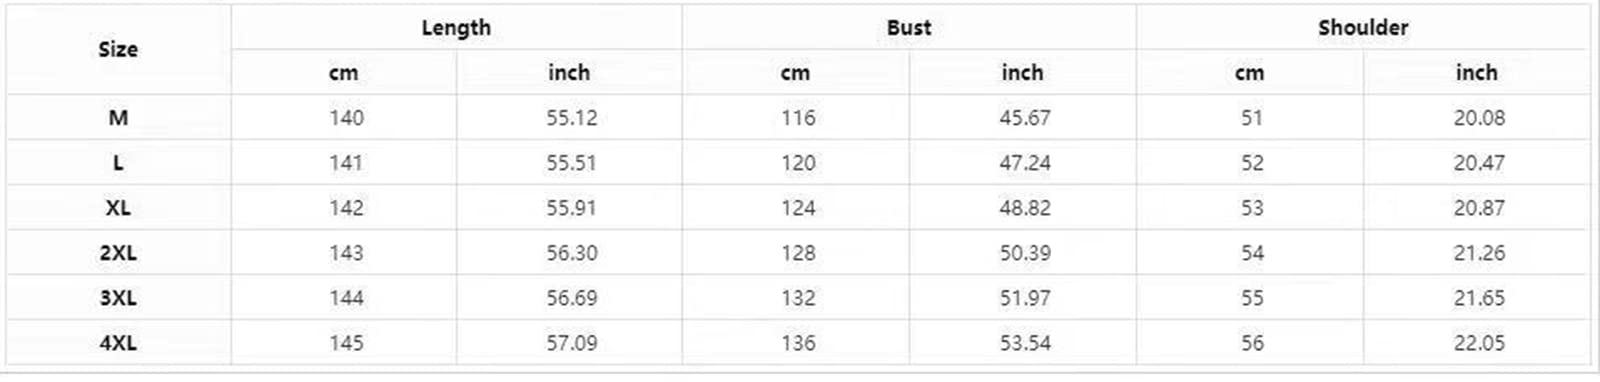 Size Length Bust Shoulder
cm inch cm inch cm inch
M 140 55.12 116 45.67 51 20.08
L 141 55.51 120 47.24 52 20.47
XL 142 55.91 124 48.82 53 20.87
2XL 143 56.30 128 50.39 54 21.26
3XL 144 56.69 132 51.97 55 21.65
4XL 145 57.09 136 53.54 56 22.05